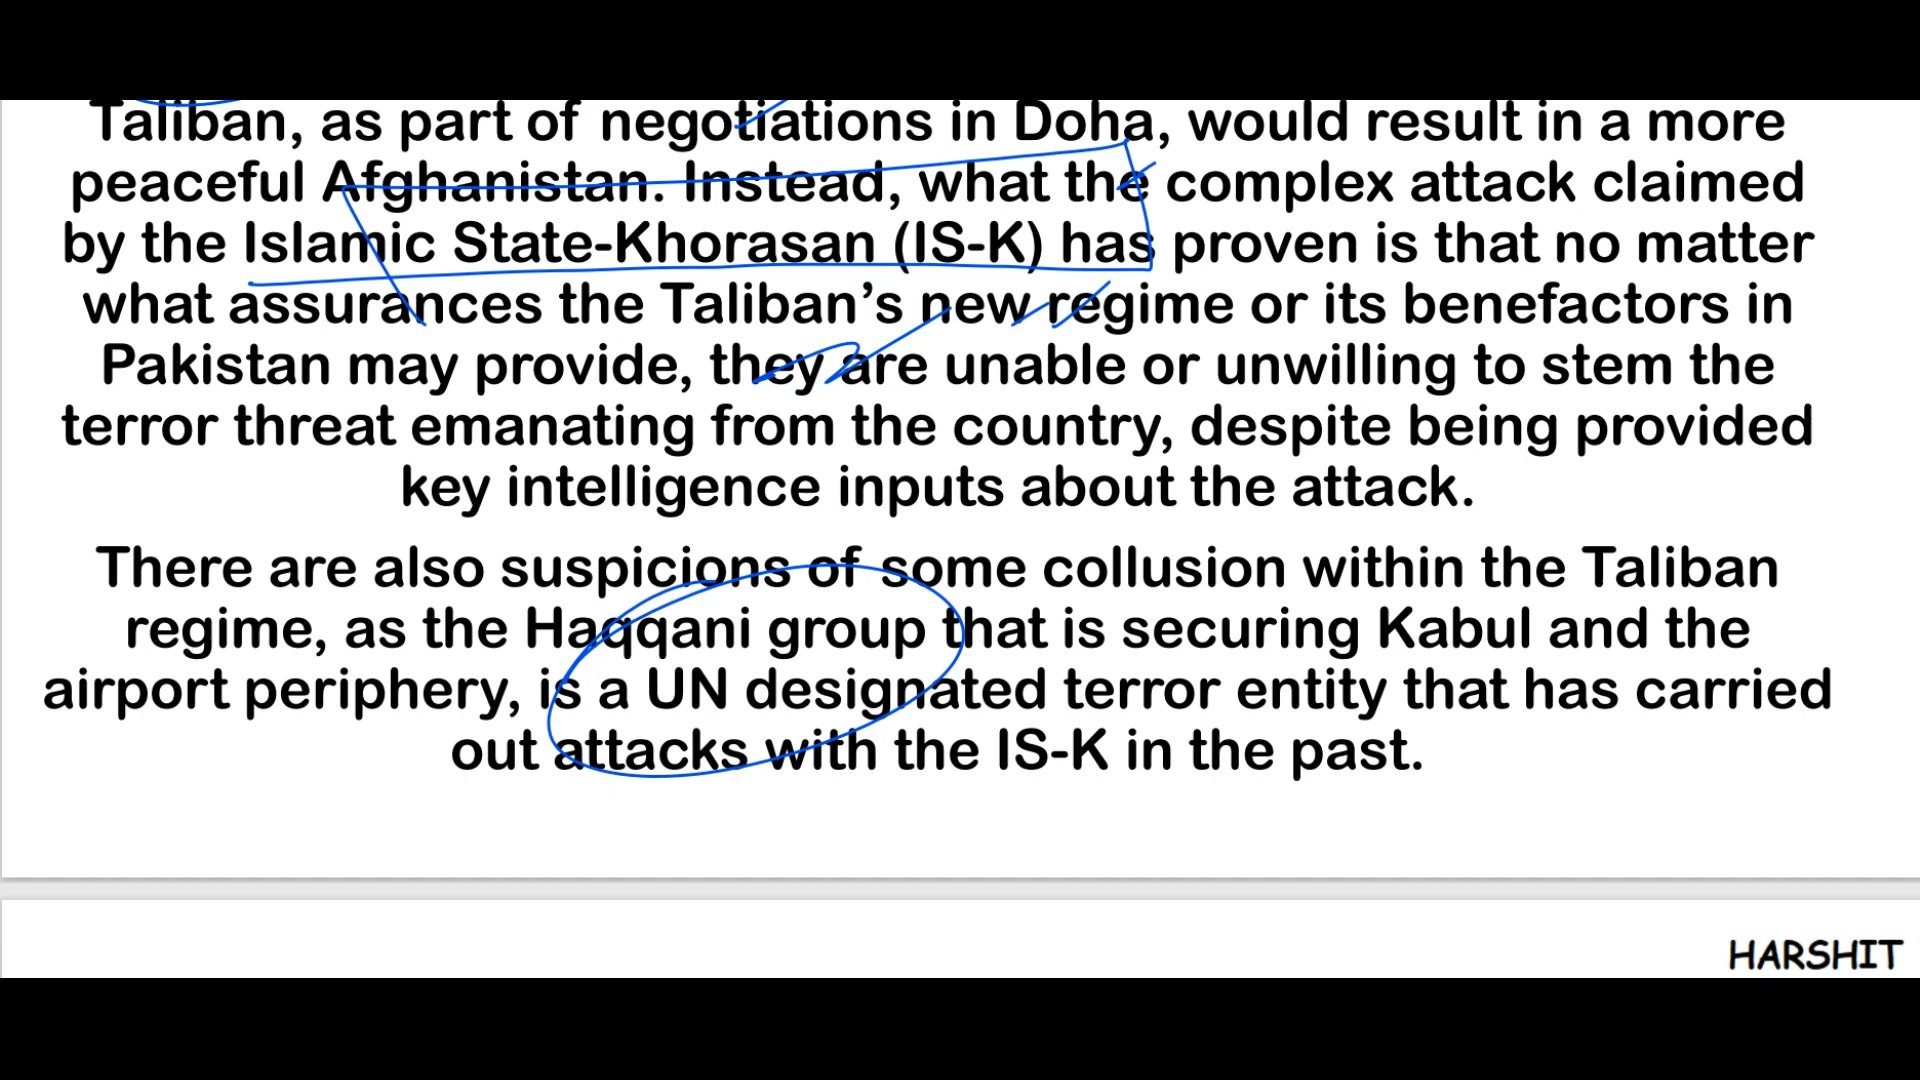 Taliban, as part of negotiations in Doha, would result in a more
peaceful Afghanistan. Instead, what the complex attack claimed
by the Islamic State-Khorasan (IS-K) has proven is that no matter
what assurances the Taliban’s new regime or its benefactors in
Pakistan may provide, they are unable or unwilling to stem the
terror threat emanating from the country, despite being provided
key intelligence inputs about the attack.
There are also suspicions of some collusion within the Taliban
regime, as the Haqqani group that is securing Kabul and the
airport periphery, is a UN designated terror entity that has carried
out attacks with the IS-K in the past.
HARSHIT